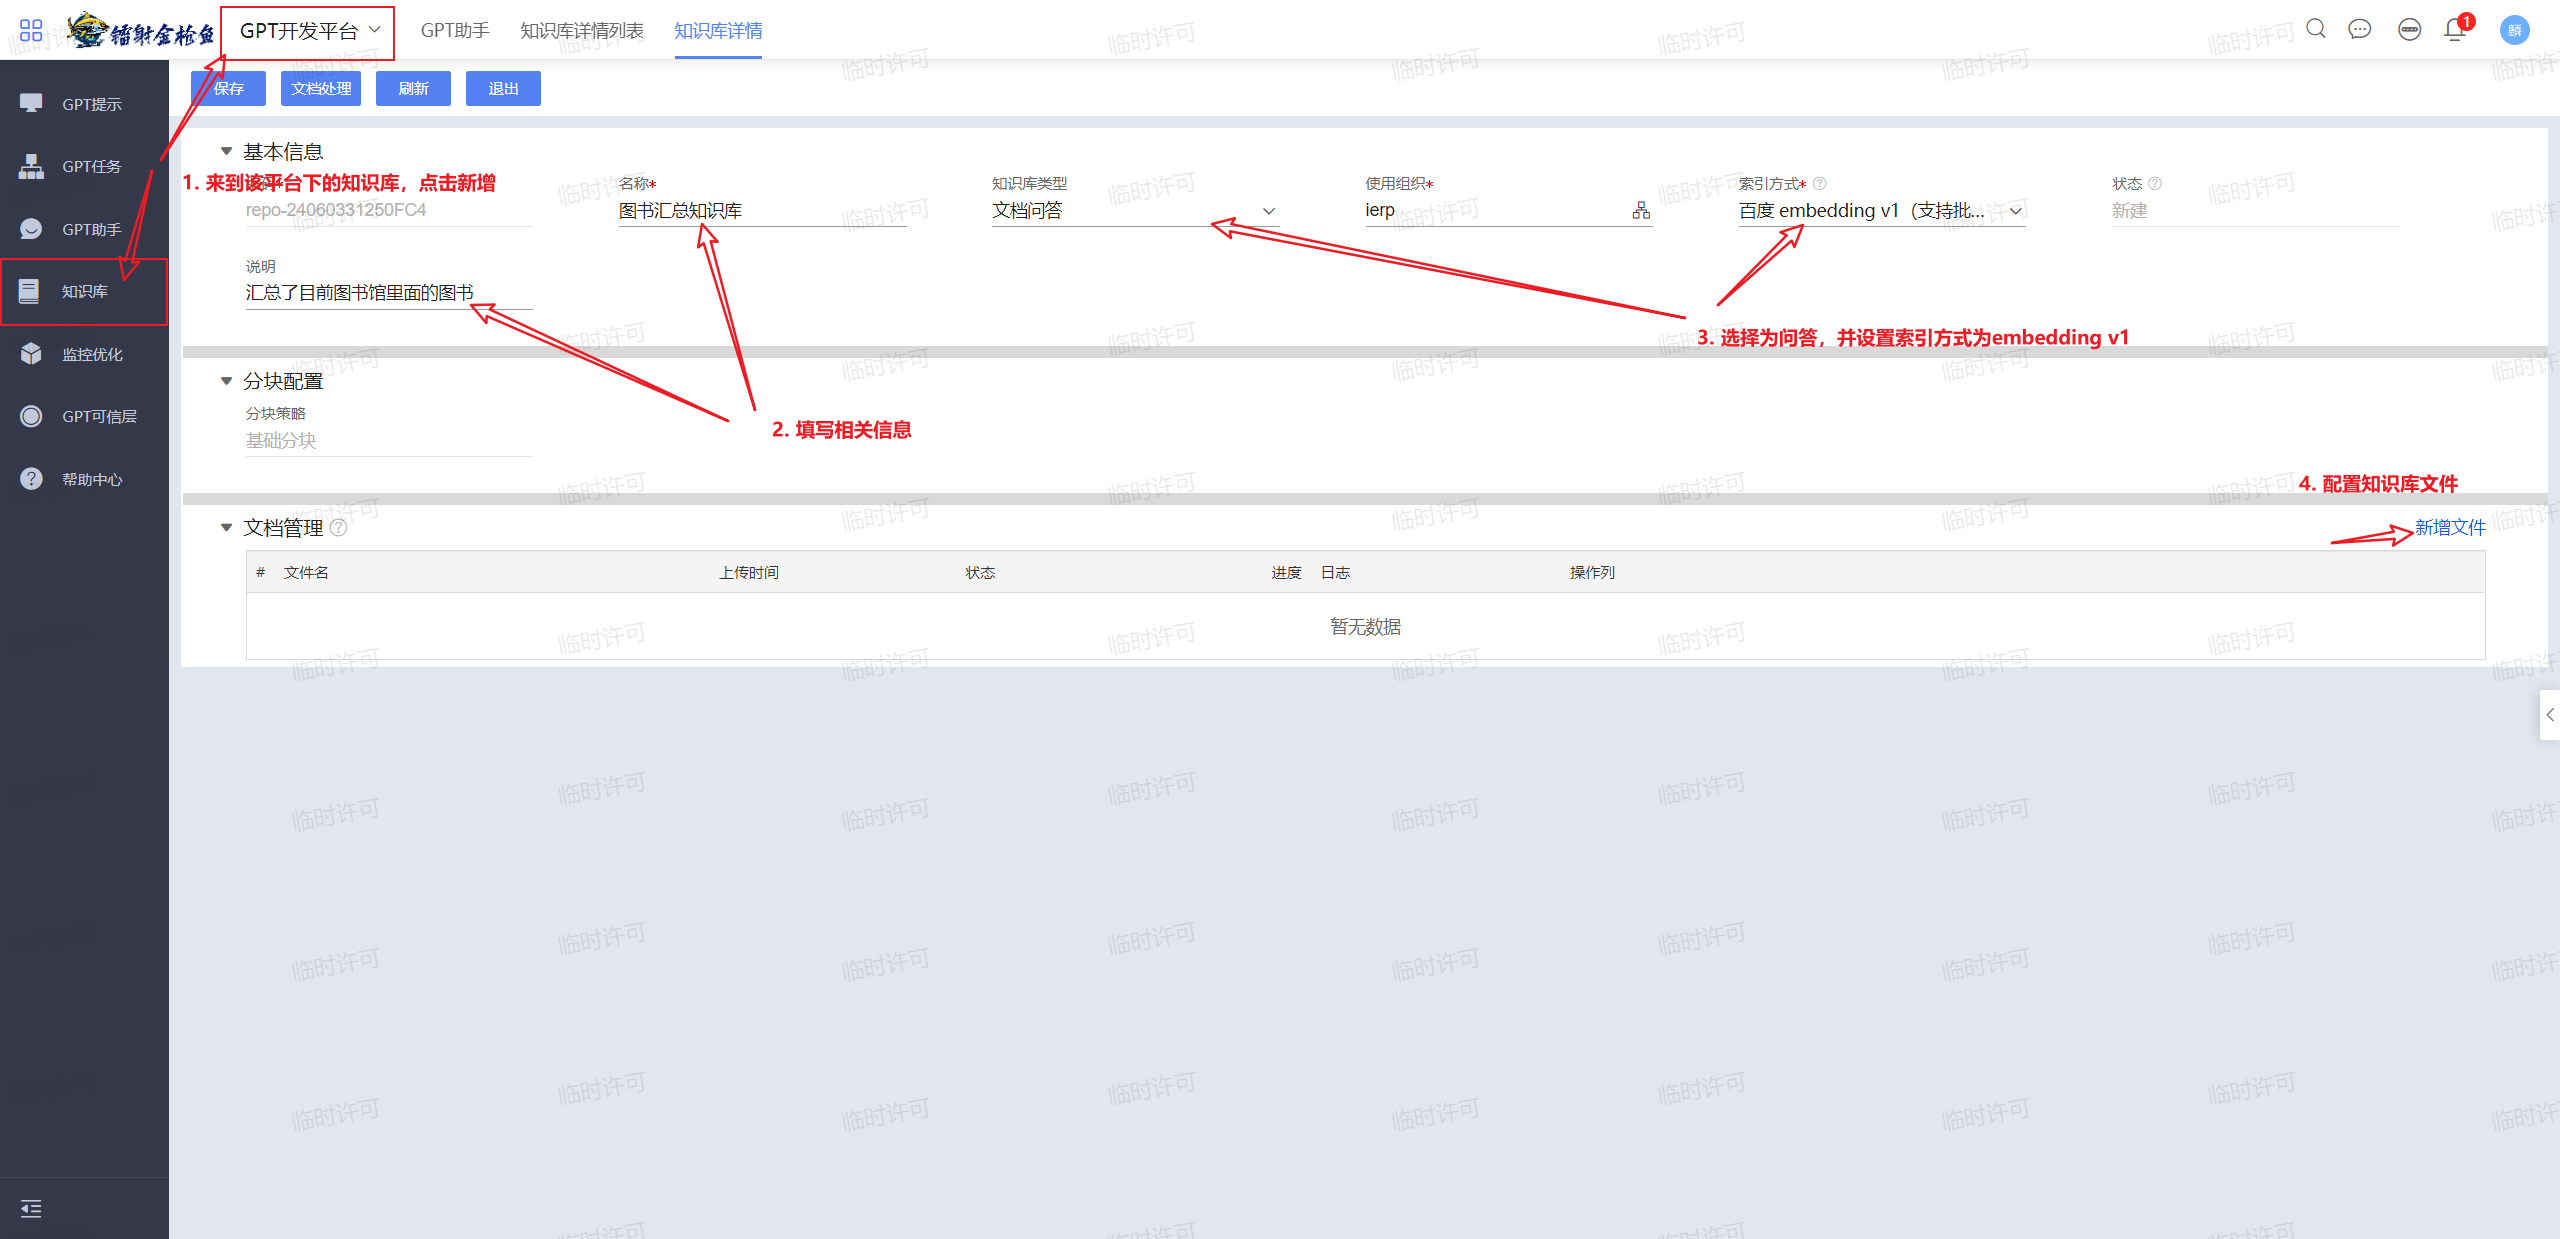 镭射金枪鱼 GPT开发平台 GPT助手 知识库详情列表 知识库详情 1 麟
保存 文档处理 刷新 退出
GPT提示
GPT任务
GPT助手
知识库
监控优化
GPT可信层
帮助中心
基本信息
1. 来到该平台下的知识库，点击新增
名称* 知识库类型 使用组织* 索引方式* 状态
repo-24060331250FC4 图书汇总知识库 文档问答 ierp 百度 embedding v1（支持批... 新建
说明
汇总了目前图书馆里面的图书
3. 选择为问答，并设置索引方式为embedding v1
分块配置
分块策略
2. 填写相关信息
基础分块
4. 配置知识库文件
文档管理 新增文件
# 文件名 上传时间 状态 进度 日志 操作列
暂无数据
临时许可